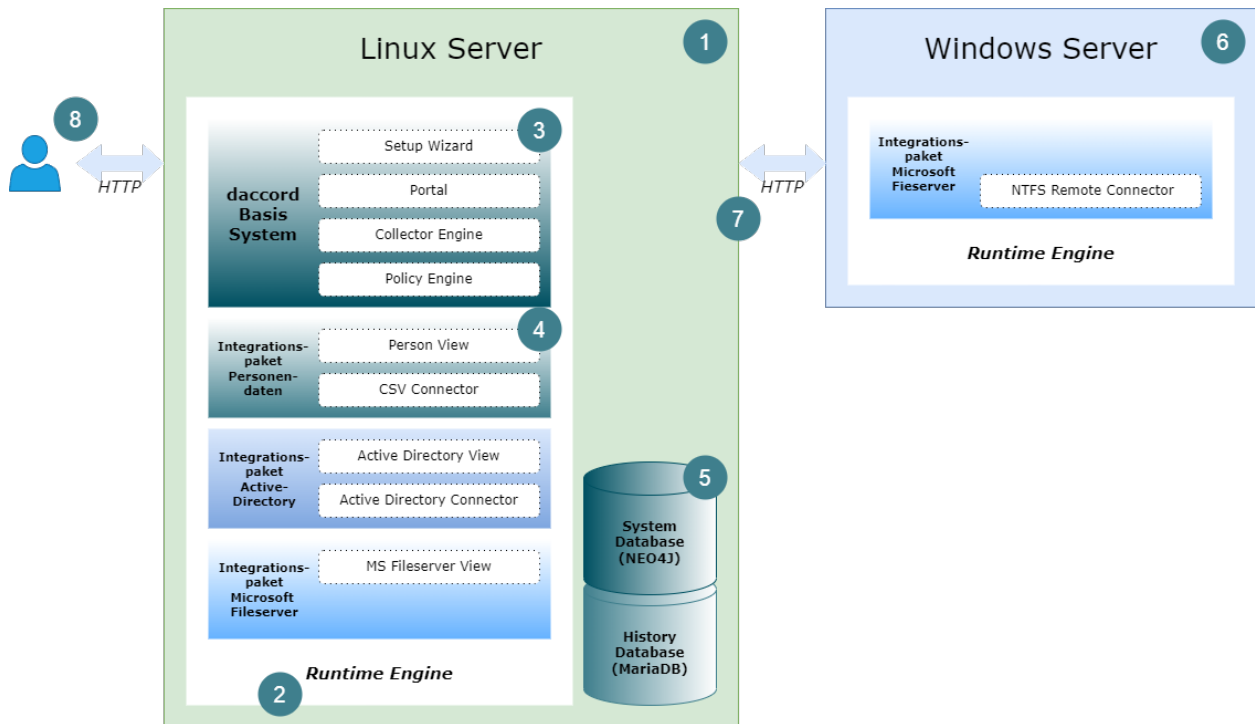 Linux Server
1
Windows Server
6
8
HTTP
3
Setup Wizard
Portal
daccord
Basis
System
Collector Engine
Policy Engine
4
Integrations-
paket
Personen-
daten
Person View
CSV Connector
Integrations-
paket
Active-
Directory
Active Directory View
Active Directory Connector
Integrations-
paket
Microsoft
Fileserver
MS Fileserver View
Runtime Engine
2
5
System
Database
(NEO4J)
History
Database
(MariaDB)
HTTP
7
Integrations-
paket
Microsoft
Fieserver
NTFS Remote Connector
Runtime Engine